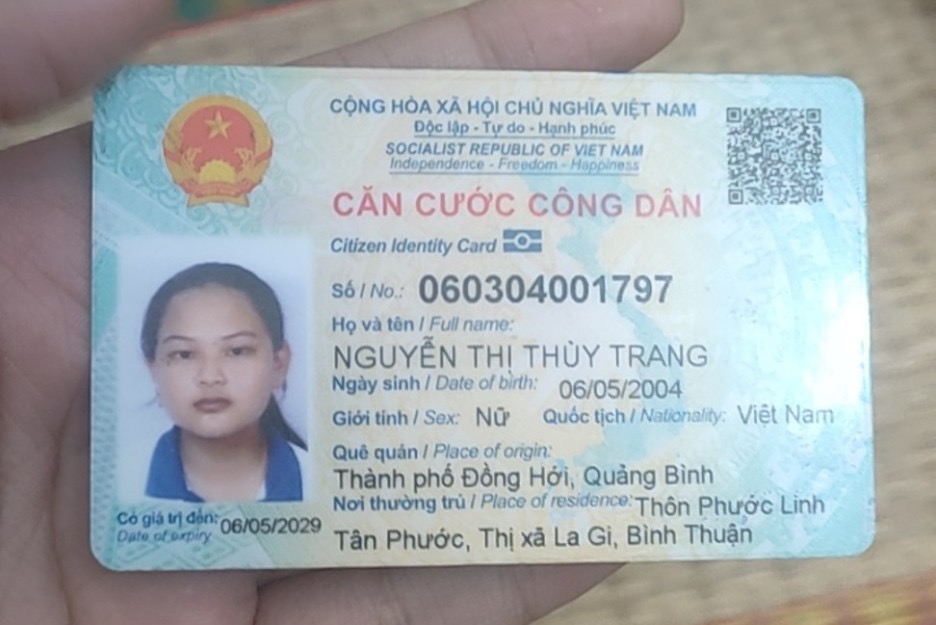 CỘNG HÒA XÃ HỘI CHỦ NGHĨA VIỆT NAM
Độc lập - Tự do - Hạnh phúc
SOCIALIST REPUBLIC OF VIET NAM
Independence - Freedom - Happiness
CĂN CƯỚC CÔNG DÂN
Citizen Identity Card
Số / No.: 060304001797
Họ và tên / Full name:
NGUYỄN THỊ THÙY TRANG
Ngày sinh / Date of birth: 06/05/2004
Giới tính / Sex: Nữ Quốc tịch / Nationality: Việt Nam
Quê quán / Place of origin:
Thành phố Đồng Hới, Quảng Bình
Nơi thường trú / Place of residence: Thôn Phước Linh
Tân Phước, Thị xã La Gi, Bình Thuận
Có giá trị đến: 06/05/2029
Date of expiry